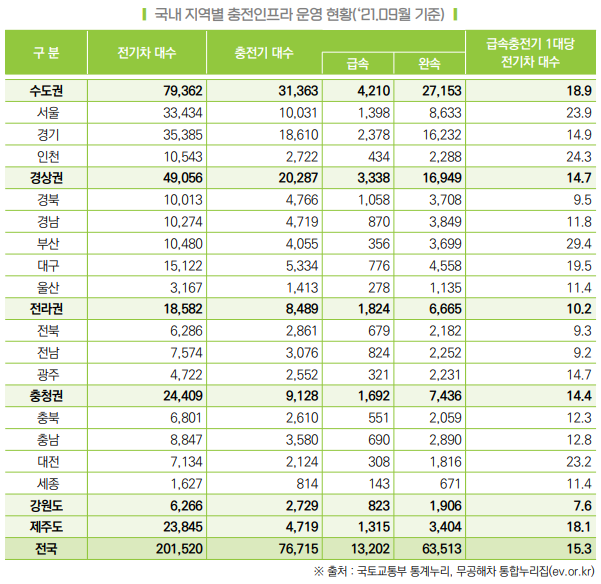 국내 지역별 충전인프라 운영 현황('21.09월 기준)
구 분 전기차 대수 충전기 대수 급속충전기 1대당
전기차 대수
급속 완속
수도권 79,362 31,363 4,210 27,153 18.9
서울 33,434 10,031 1,398 8,633 23.9
경기 35,385 18,610 2,378 16,232 14.9
인천 10,543 2,722 434 2,288 24.3
경상권 49,056 20,287 3,338 16,949 14.7
경북 10,013 4,766 1,058 3,708 9.5
경남 10,274 4,719 870 3,849 11.8
부산 10,480 4,055 356 3,699 29.4
대구 15,122 5,334 776 4,558 19.5
울산 3,167 1,413 278 1,135 11.4
전라권 18,582 8,489 1,824 6,665 10.2
전북 6,286 2,861 679 2,182 9.3
전남 7,574 3,076 824 2,252 9.2
광주 4,722 2,552 321 2,231 14.7
충청권 24,409 9,128 1,692 7,436 14.4
충북 6,801 2,610 551 2,059 12.3
충남 8,847 3,580 690 2,890 12.8
대전 7,134 2,124 308 1,816 23.2
세종 1,627 814 143 671 11.4
강원도 6,266 2,729 823 1,906 7.6
제주도 23,845 4,719 1,315 3,404 18.1
전국 201,520 76,715 13,202 63,513 15.3
※ 출처 : 국토교통부 통계누리, 무공해차 통합누리집(ev.or.kr)